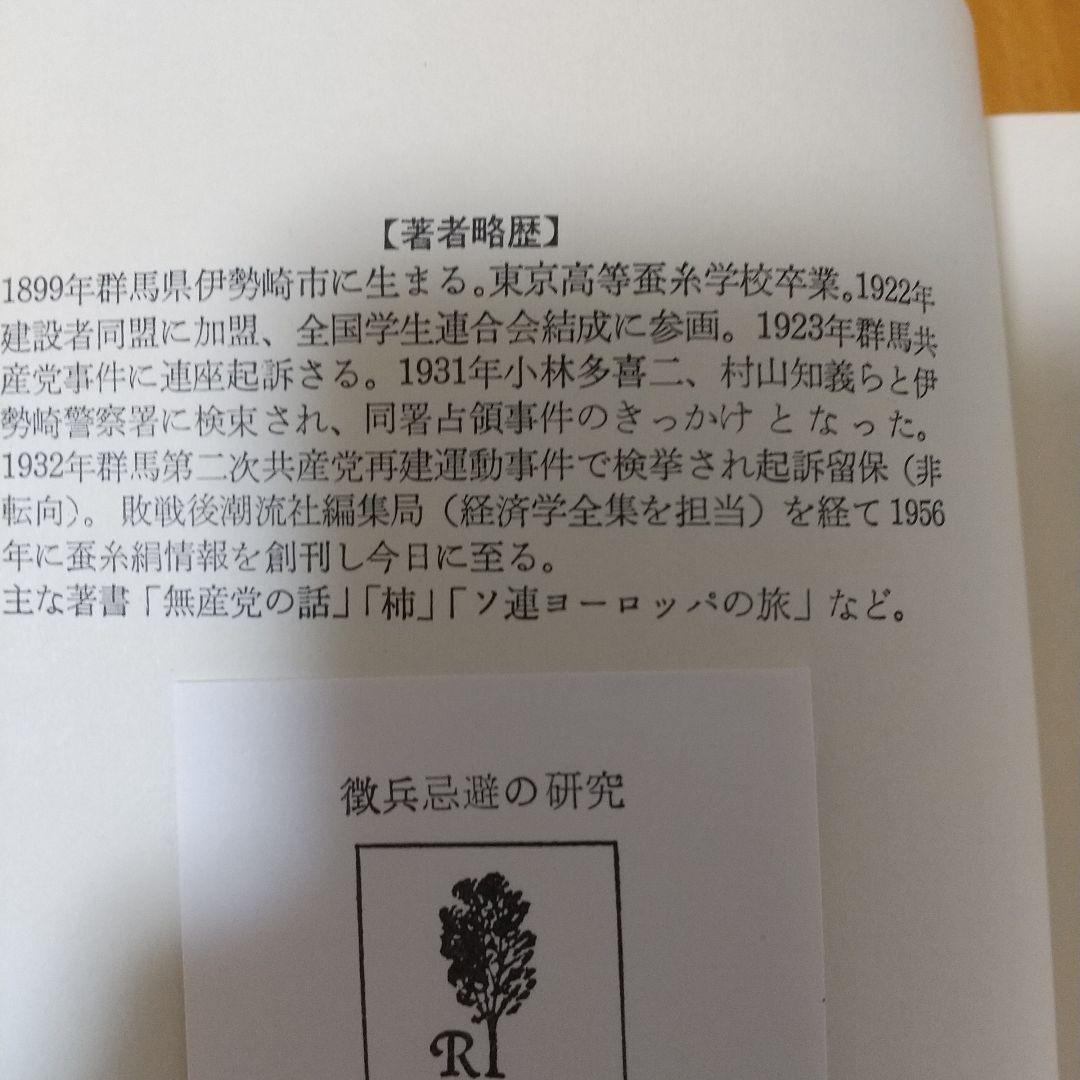 【著者略歴】
1899年群馬県伊勢崎市に生まる。東京高等蚕糸学校卒業。1922年
建設者同盟に加盟、全国学生連合会結成に参画。1923年群馬共
産党事件に連座起訴さる。1931年小林多喜二、村山知義らと伊
勢崎警察署に検束され、同署占領事件のきっかけとなった。
1932年群馬第二次共産党再建運動事件で検挙され起訴留保（非
転向）。敗戦後潮流社編集局（経済学全集を担当）を経て1956
年に蚕糸絹情報を創刊し今日に至る。
主な著書「無産党の話」「柿」「ソ連ヨーロッパの旅」など。
徴兵忌避の研究
RI